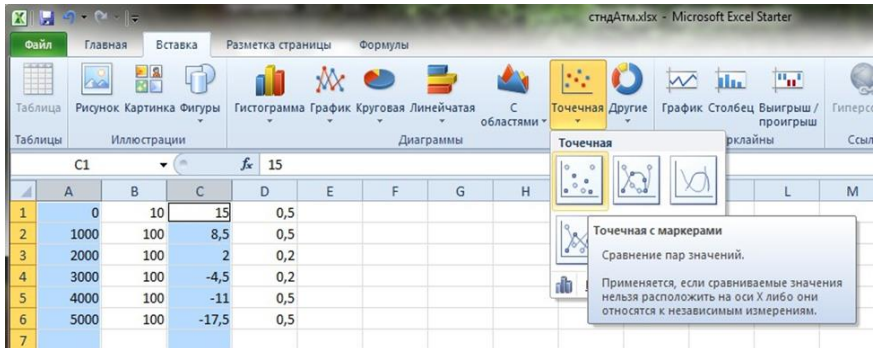 стндАтм.xlsx - Microsoft Excel Starter
Файл Главная Вставка Разметка страницы Формулы
Таблица Рисунок Картинка Фигуры Гистограмма График Круговая Линейчатая С областями Точечная Другие График Столбец Выигрыш / проигрыш
Таблицы Иллюстрации Диаграммы
C1 fx 15
Точечная
A B C D E F G H L M
1 0 10 15 0,5
2 1000 100 8,5 0,5
3 2000 100 2 0,2
4 3000 100 -4,5 0,2
5 4000 100 -11 0,5
6 5000 100 -17,5 0,5
7
Точечная с маркерами
Сравнение пар значений.
Применяется, если сравниваемые значения
нельзя расположить на оси X либо они
относятся к независимым измерениям.